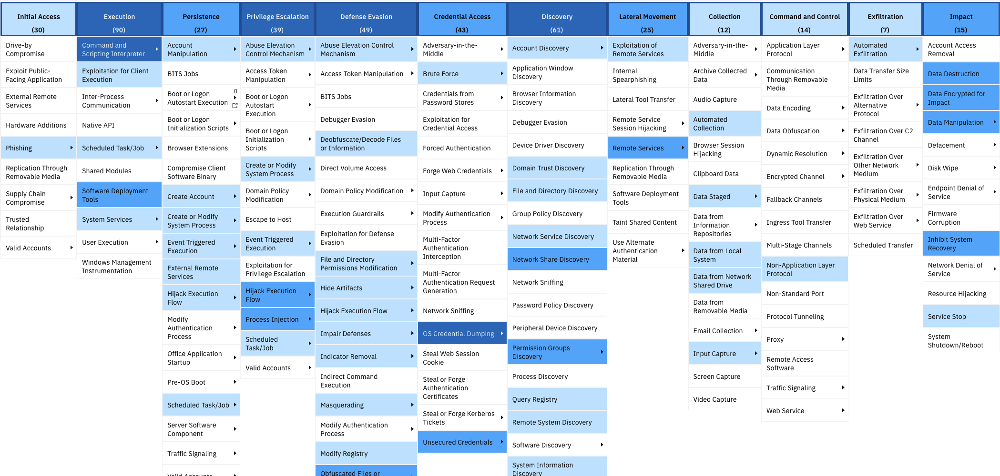 Initial Access
(30)
Drive-by
Compromise
Exploit Public-
Facing Application
External Remote
Services
Hardware Additions
Phishing
Replication Through
Removable Media
Supply Chain
Compromise
Trusted
Relationship
Valid Accounts
Execution
(90)
Command and
Scripting Interpreter
Exploitation for Client
Execution
Inter-Process
Communication
Native API
Scheduled Task/Job
Shared Modules
Software Deployment
Tools
System Services
User Execution
Windows Management
Instrumentation
Persistence
(27)
Account
Manipulation
BITS Jobs
Boot or Logon
Autostart Execution
0
Boot or Logon
Initialization Scripts
Browser Extensions
Compromise Client
Software Binary
Create Account
Create or Modify
System Process
Event Triggered
Execution
External Remote
Services
Hijack Execution
Flow
Modify
Authentication
Process
Office Application
Startup
Pre-OS Boot
Scheduled Task/Job
Server Software
Component
Traffic Signaling
Valid Accounts
Privilege Escalation
(39)
Abuse Elevation
Control Mechanism
Access Token
Manipulation
Boot or Logon
Autostart
Execution
Boot or Logon
Initialization
Scripts
Create or Modify
System Process
Domain Policy
Modification
Escape to Host
Event Triggered
Execution
Exploitation for
Privilege Escalation
Hijack Execution
Flow
Process Injection
Scheduled
Task/Job
Valid Accounts
Defense Evasion
(49)
Abuse Elevation Control
Mechanism
Access Token Manipulation
BITS Jobs
Debugger Evasion
Deobfuscate/Decode Files
or Information
Direct Volume Access
Domain Policy Modification
Execution Guardrails
Exploitation for Defense
Evasion
File and Directory
Permissions Modification
Hide Artifacts
Hijack Execution Flow
Impair Defenses
Indicator Removal
Indirect Command
Execution
Masquerading
Modify Authentication
Process
Modify Registry
Obfuscated Files or
Credential Access
(43)
Adversary-in-the-
Middle
Brute Force
Credentials from
Password Stores
Exploitation for
Credential Access
Forced Authentication
Forge Web Credentials
Input Capture
Modify Authentication
Process
Multi-Factor
Authentication
Interception
Multi-Factor
Authentication Request
Generation
Network Sniffing
OS Credential Dumping
Steal Web Session
Cookie
Steal or Forge
Authentication
Certificates
Steal or Forge Kerberos
Tickets
Unsecured Credentials
Discovery
(61)
Account Discovery
Application Window
Discovery
Browser Information
Discovery
Debugger Evasion
Device Driver Discovery
Domain Trust Discovery
File and Directory Discovery
Group Policy Discovery
Network Service Discovery
Network Share Discovery
Network Sniffing
Password Policy Discovery
Peripheral Device Discovery
Permission Groups
Discovery
Process Discovery
Query Registry
Remote System Discovery
Software Discovery
System Information
Discovery
Lateral Movement
(25)
Exploitation of
Remote Services
Internal
Spearphishing
Lateral Tool Transfer
Remote Service
Session Hijacking
Remote Services
Replication Through
Removable Media
Software Deployment
Tools
Taint Shared Content
Use Alternate
Authentication
Material
Collection
(12)
Adversary-in-the-
Middle
Archive Collected
Data
Audio Capture
Automated
Collection
Browser Session
Hijacking
Clipboard Data
Data Staged
Data from
Information
Repositories
Data from Local
System
Data from Network
Shared Drive
Data from
Removable Media
Email Collection
Input Capture
Screen Capture
Video Capture
Command and Control
(14)
Application Layer
Protocol
Communication
Through Removable
Media
Data Encoding
Data Obfuscation
Dynamic Resolution
Encrypted Channel
Fallback Channels
Ingress Tool Transfer
Multi-Stage Channels
Non-Application Layer
Protocol
Non-Standard Port
Protocol Tunneling
Proxy
Remote Access
Software
Traffic Signaling
Web Service
Exfiltration
(7)
Automated
Exfiltration
Data Transfer Size
Limits
Exfiltration Over
Alternative
Protocol
Exfiltration Over C2
Channel
Exfiltration Over
Other Network
Medium
Exfiltration Over
Physical Medium
Exfiltration Over
Web Service
Scheduled Transfer
Impact
(15)
Account Access
Removal
Data Destruction
Data Encrypted for
Impact
Data Manipulation
Defacement
Disk Wipe
Endpoint Denial of
Service
Firmware
Corruption
Inhibit System
Recovery
Network Denial of
Service
Resource Hijacking
Service Stop
System
Shutdown/Reboot